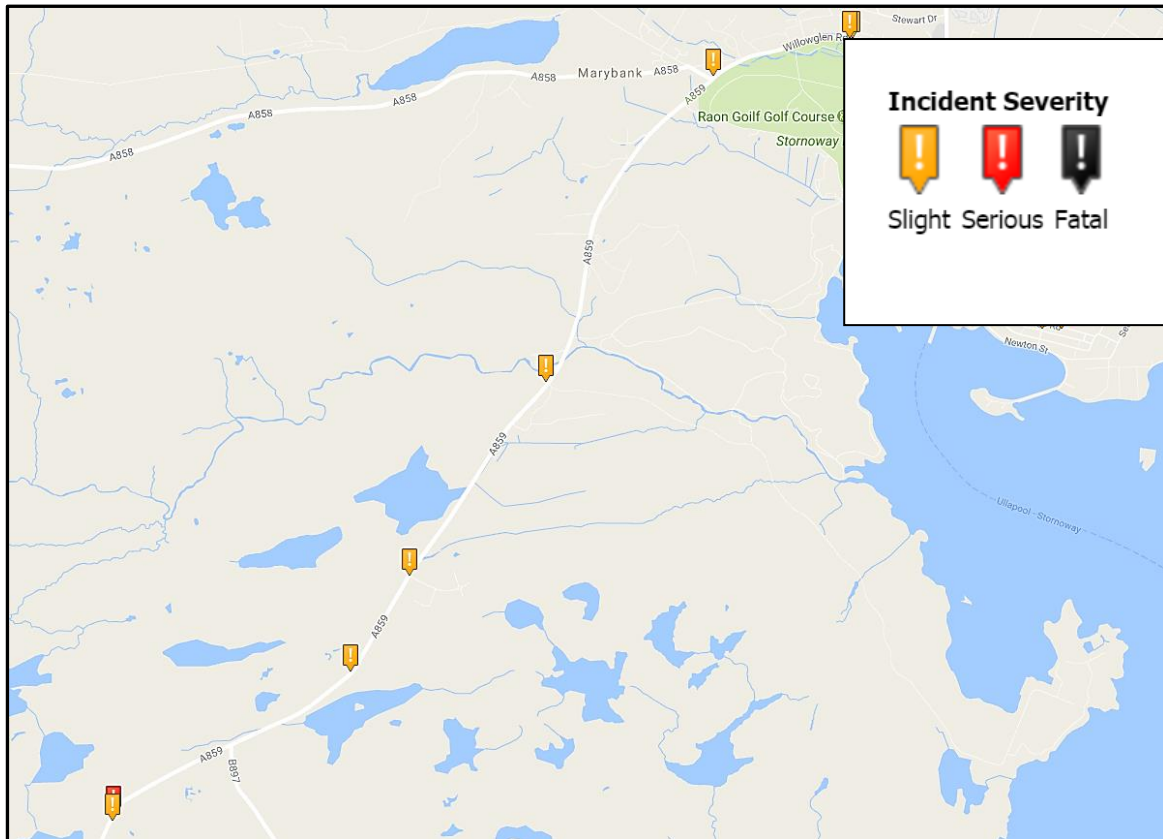 Stewart Dr
Willowglen R
A858
Marybank
A858
A859
A858
A858
A858
Raon Goilf Golf Course
Stornoway
Incident Severity
Slight Serious Fatal
A859
Newton St
A859
Ullapool - Stornoway
A859
A859
B897